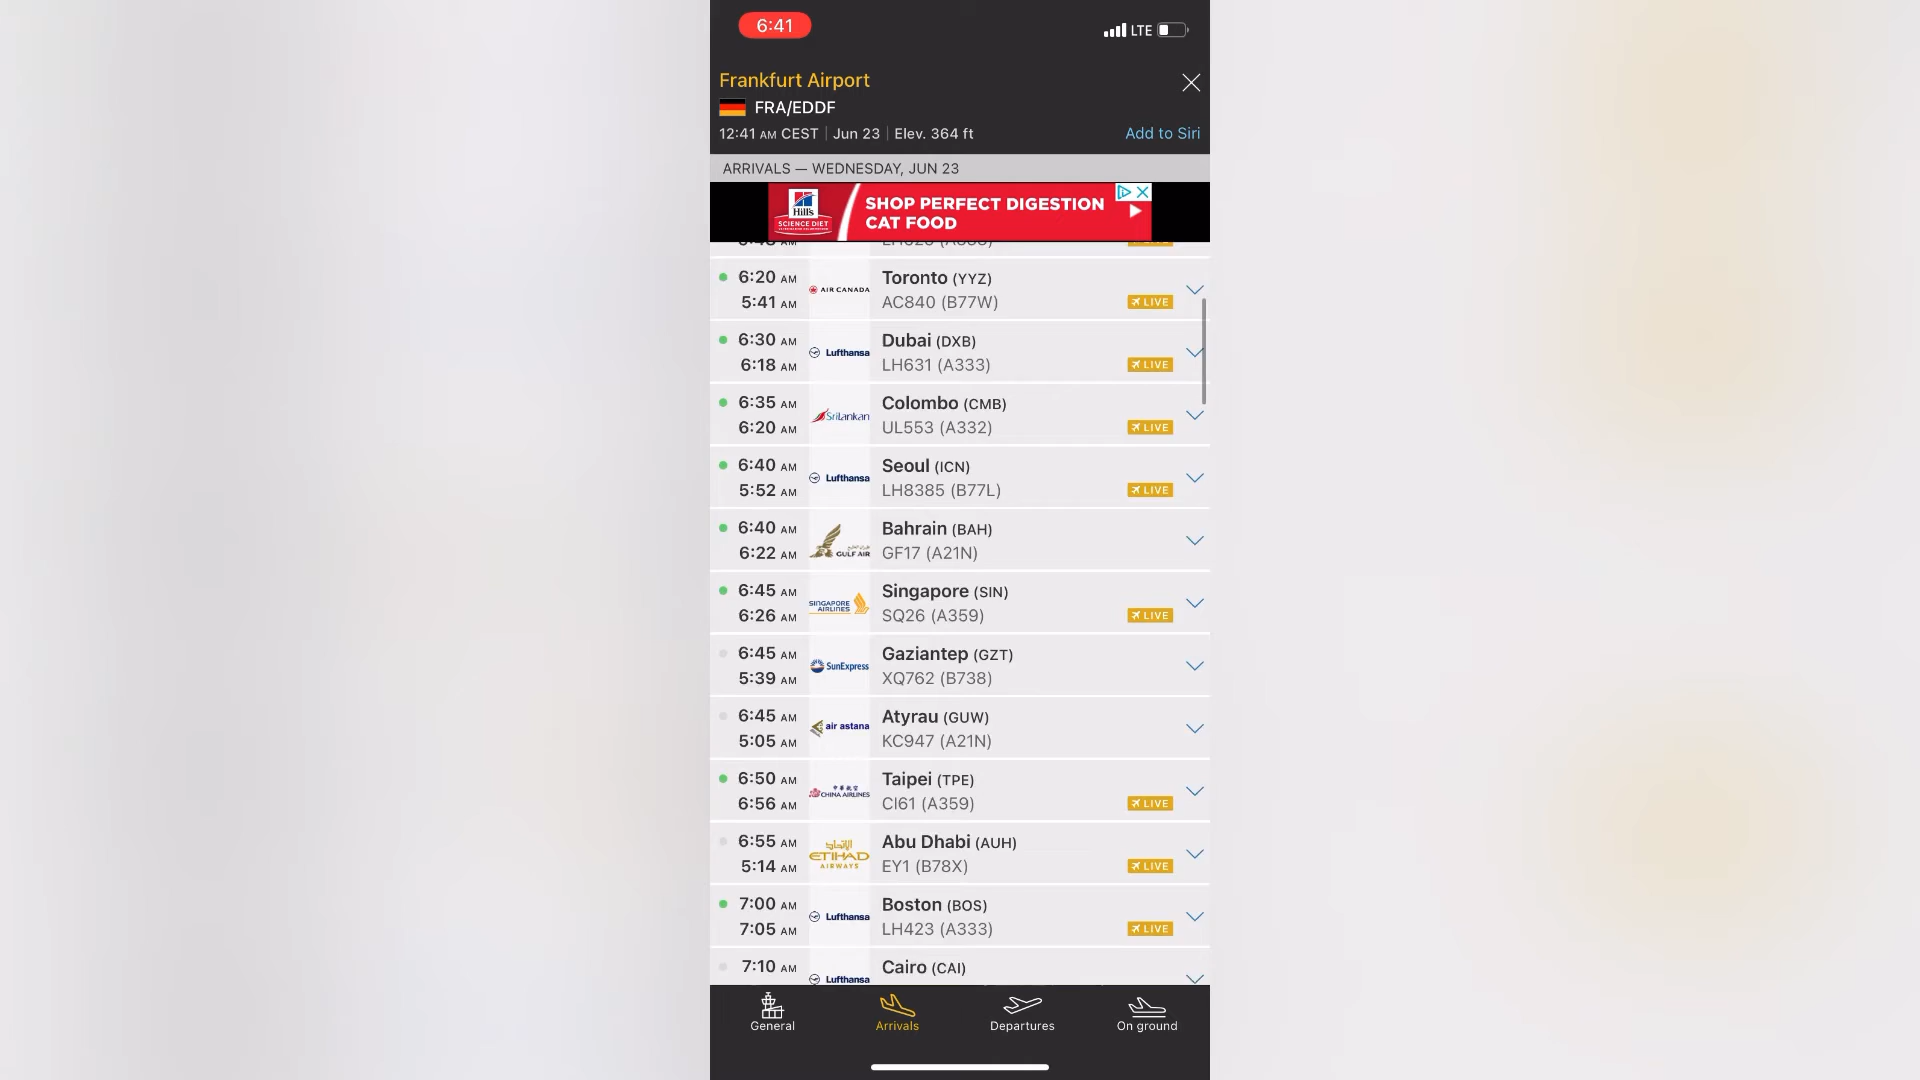 6:41
LTE
Frankfurt Airport
FRA/EDDF
12:41 AM CEST | Jun 23 | Elev. 364 ft
Add to Siri
ARRIVALS — WEDNESDAY, JUN 23
Hill's
SCIENCE DIET
SHOP PERFECT DIGESTION
CAT FOOD
6:20 AM AIR CANADA Toronto (YYZ)
5:41 AM AC840 (B77W) LIVE
6:30 AM Lufthansa Dubai (DXB)
6:18 AM LH631 (A333) LIVE
6:35 AM SriLankan Colombo (CMB)
6:20 AM UL553 (A332) LIVE
6:40 AM Lufthansa Seoul (ICN)
5:52 AM LH8385 (B77L) LIVE
6:40 AM GULF AIR Bahrain (BAH)
6:22 AM GF17 (A21N)
6:45 AM SINGAPORE AIRLINES Singapore (SIN)
6:26 AM SQ26 (A359) LIVE
6:45 AM SunExpress Gaziantep (GZT)
5:39 AM XQ762 (B738)
6:45 AM air astana Atyrau (GUW)
5:05 AM KC947 (A21N)
6:50 AM CHINA AIRLINES Taipei (TPE)
6:56 AM CI61 (A359) LIVE
6:55 AM ETIHAD AIRWAYS Abu Dhabi (AUH)
5:14 AM EY1 (B78X) LIVE
7:00 AM Lufthansa Boston (BOS)
7:05 AM LH423 (A333) LIVE
7:10 AM Lufthansa Cairo (CAI)
General
Arrivals
Departures
On ground